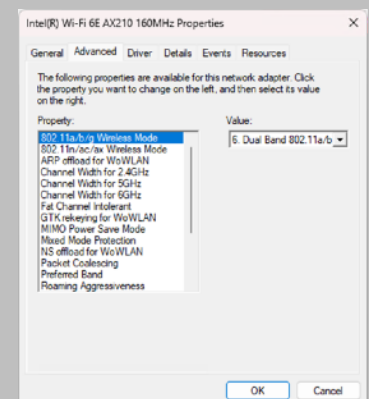 Intel(R) Wi-Fi 6E AX210 160MHz Properties
General Advanced Driver Details Events Resources
The following properties are available for this network adapter. Click
the property you want to change on the left, and then select its value
on the right.
Property:
Value:
802.11a/b/g Wireless Mode
6. Dual Band 802.11a/b
802.11n/ac/ax Wireless Mode
ARP offload for WoWLAN
Channel Width for 2.4GHz
Channel Width for 5GHz
Channel Width for 6GHz
Fat Channel Intolerant
GTK rekeying for WoWLAN
MIMO Power Save Mode
Mixed Mode Protection
NS offload for WoWLAN
Packet Coalescing
Preferred Band
Roaming Aggressiveness
OK Cancel